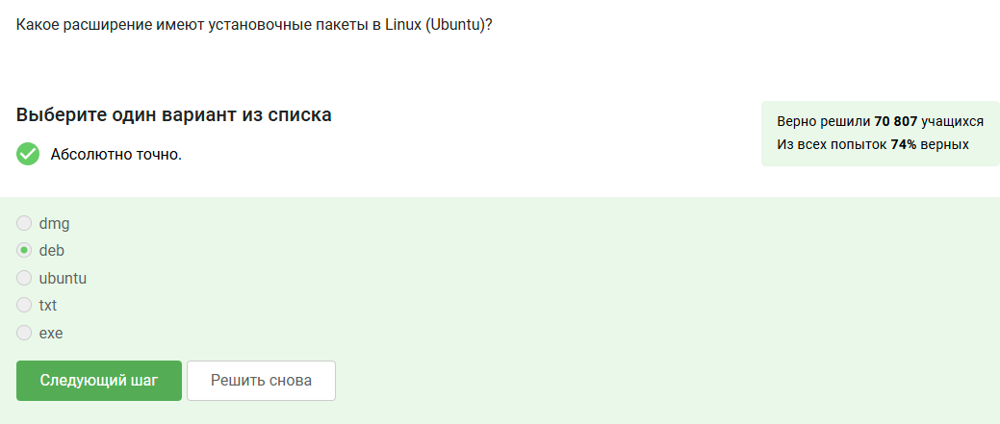 Какое расширение имеют установочные пакеты в Linux (Ubuntu)?
Выберите один вариант из списка
Абсолютно точно.
Верно решили 70 807 учащихся
Из всех попыток 74% верных
dmg
deb
ubuntu
txt
exe
Следующий шаг
Решить снова